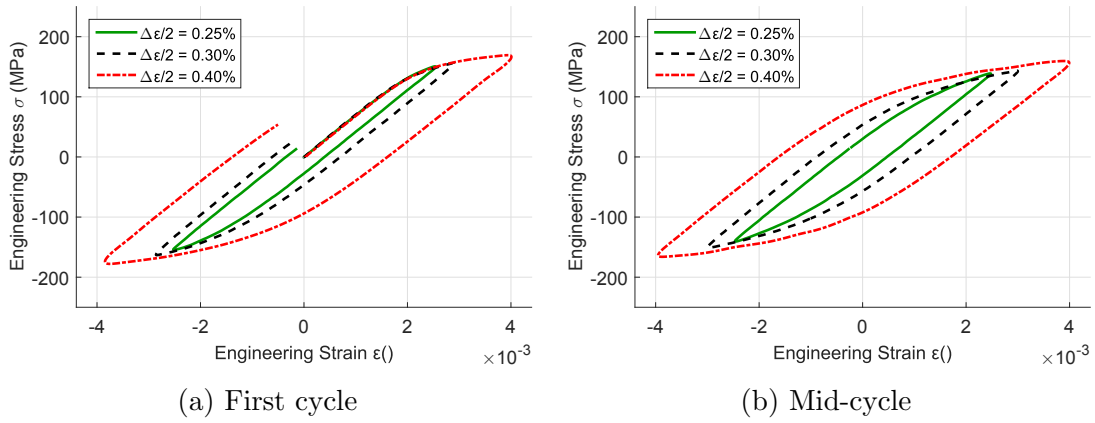 Engineering Stress σ (MPa)
200
100
0
-100
-200
Δε/2 = 0.25%
Δε/2 = 0.30%
Δε/2 = 0.40%
-4
-2
0
2
4
Engineering Strain ε()
×10⁻³
(a) First cycle
Engineering Stress σ (MPa)
200
100
0
-100
-200
Δε/2 = 0.25%
Δε/2 = 0.30%
Δε/2 = 0.40%
-4
-2
0
2
4
Engineering Strain ε()
×10⁻³
(b) Mid-cycle